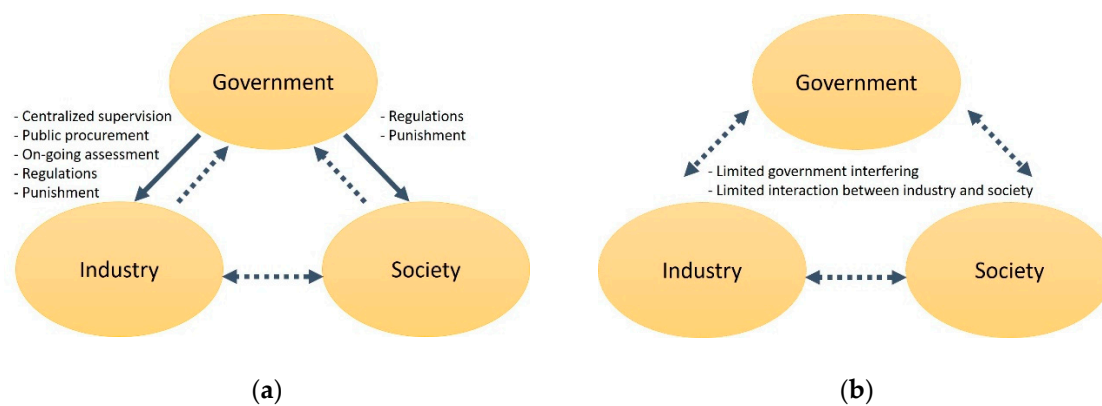 Government
- Centralized supervision
- Public procurement
- On-going assessment
- Regulations
- Punishment
- Regulations
- Punishment
Industry
Society
(a)
Government
- Limited government interfering
- Limited interaction between industry and society
Industry
Society
(b)